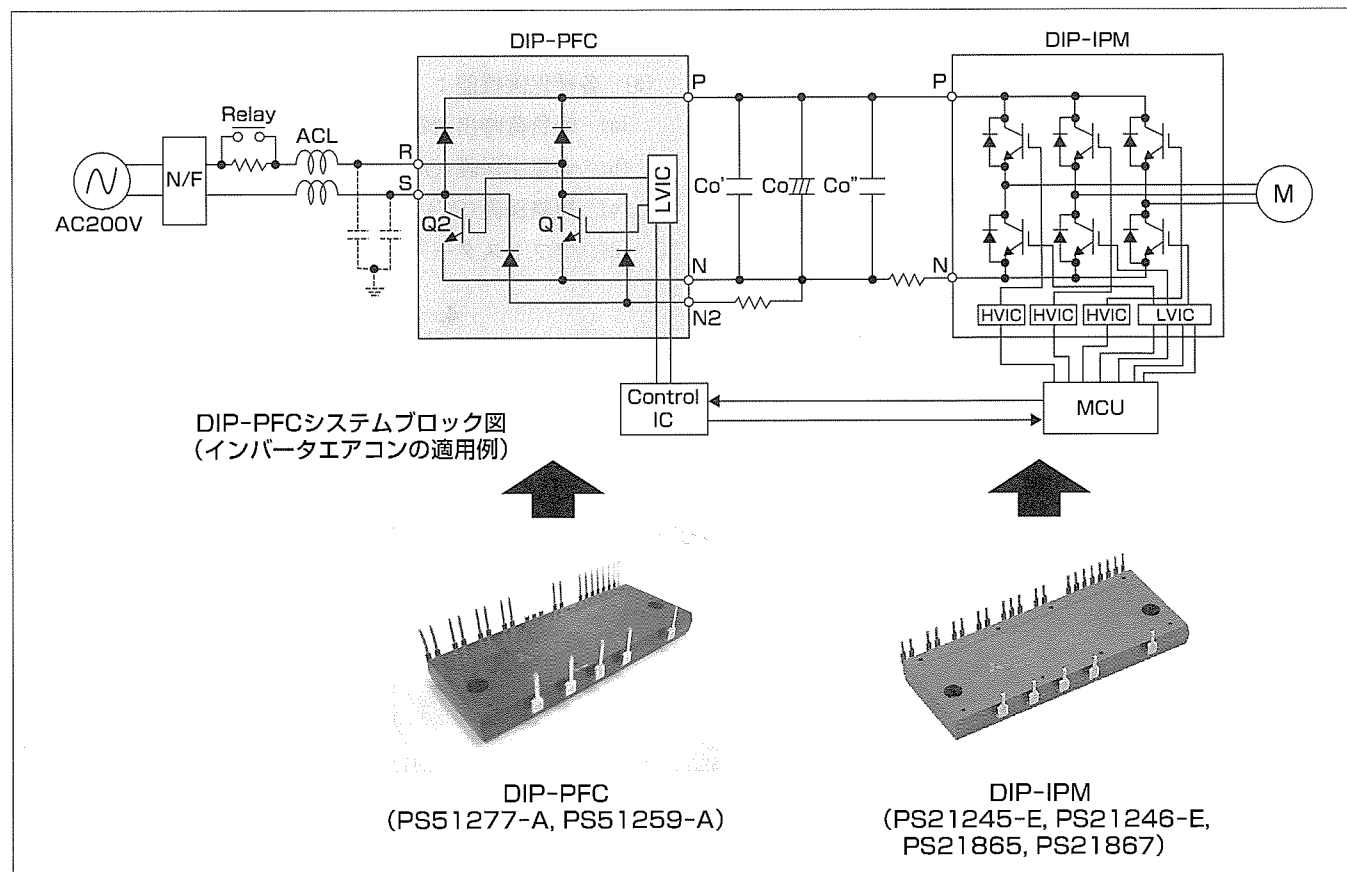 DIP-PFC
DIP-IPM
P
P
Relay
ACL
N/F
R
S
LVIC
Co'
Co
Co"
M
AC200V
Q2
Q1
N
N
N2
HVIC
HVIC
HVIC
LVIC
Control
IC
MCU
DIP-PFCシステムブロック図
（インバータエアコンの適用例）
DIP-PFC
(PS51277-A, PS51259-A)
DIP-IPM
(PS21245-E, PS21246-E,
PS21865, PS21867)